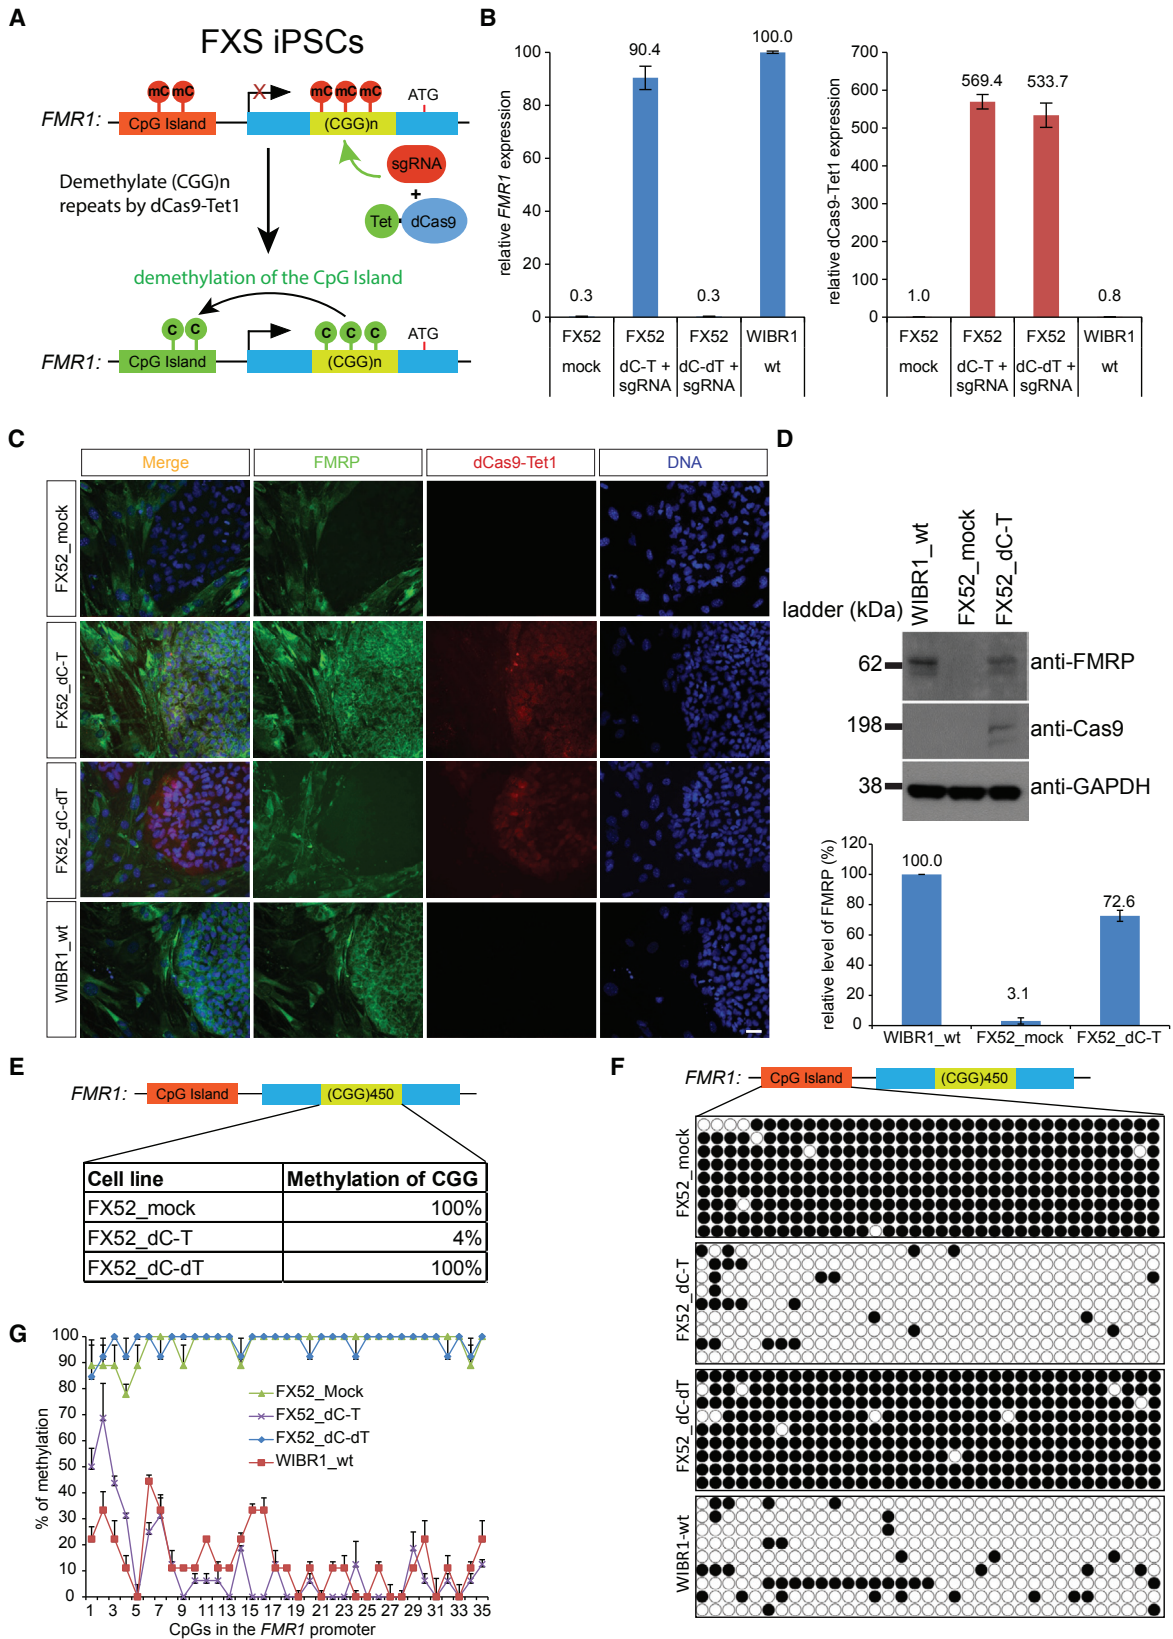 A
FXS iPSCs
mC mC X mC mC mC ATG
FMR1: CpG Island (CGG)n
Demethylate (CGG)n
repeats by dCas9-Tet1
sgRNA
+
Tet dCas9
demethylation of the CpG Island
C C C C C ATG
FMR1: CpG Island (CGG)n
B
relative FMR1 expression
100
80
60
40
20
0
0.3
90.4
0.3
100.0
FX52 FX52 FX52 WIBR1
mock dC-T + dC-dT + wt
sgRNA sgRNA
relative dCas9-Tet1 expression
700
600
500
400
300
200
100
0
1.0
569.4
533.7
0.8
FX52 FX52 FX52 WIBR1
mock dC-T + dC-dT + wt
sgRNA sgRNA
C
Merge FMRP dCas9-Tet1 DNA
FX52_mock
FX52_dC-T
FX52_dC-dT
WIBR1_wt
D
ladder (kDa) WIBR1_wt FX52_mock FX52_dC-T
62 anti-FMRP
198 anti-Cas9
38 anti-GAPDH
relative level of FMRP (%)
120
100
80
60
40
20
0
100.0
3.1
72.6
WIBR1_wt FX52_mock FX52_dC-T
E
FMR1: CpG Island (CGG)450
Cell line Methylation of CGG
FX52_mock 100%
FX52_dC-T 4%
FX52_dC-dT 100%
F
FMR1: CpG Island (CGG)450
FX52_mock
FX52_dC-T
FX52_dC-dT
WIBR1-wt
G
% of methylation
100
90
80
70
60
50
40
30
20
10
0
FX52_Mock
FX52_dC-T
FX52_dC-dT
WIBR1_wt
1 3 5 7 9 11 13 15 17 19 21 23 25 27 29 31 33 35
CpGs in the FMR1 promoter